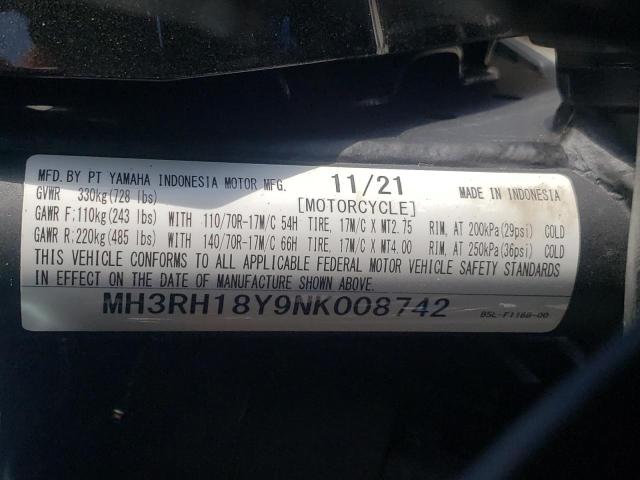 MFD. BY PT YAMAHA INDONESIA MOTOR MFG. 11/21 MADE IN INDONESIA
GVWR 330kg(728 lbs) [MOTORCYCLE]
GAWR F:110kg(243 lbs) WITH 110/70R-17M/C 54H TIRE, 17M/C X MT2.75 RIM, AT 200kPa(29psi) COLD
GAWR R:220kg(485 lbs) WITH 140/70R-17M/C 66H TIRE, 17M/C X MT4.00 RIM, AT 250kPa(36psi) COLD
THIS VEHICLE CONFORMS TO ALL APPLICABLE FEDERAL MOTOR VEHICLE SAFETY STANDARDS
IN EFFECT ON THE DATE OF MANUFACTURE SHOWN ABOVE.
MH3RH18Y9NK008742 B5L-F116B-00